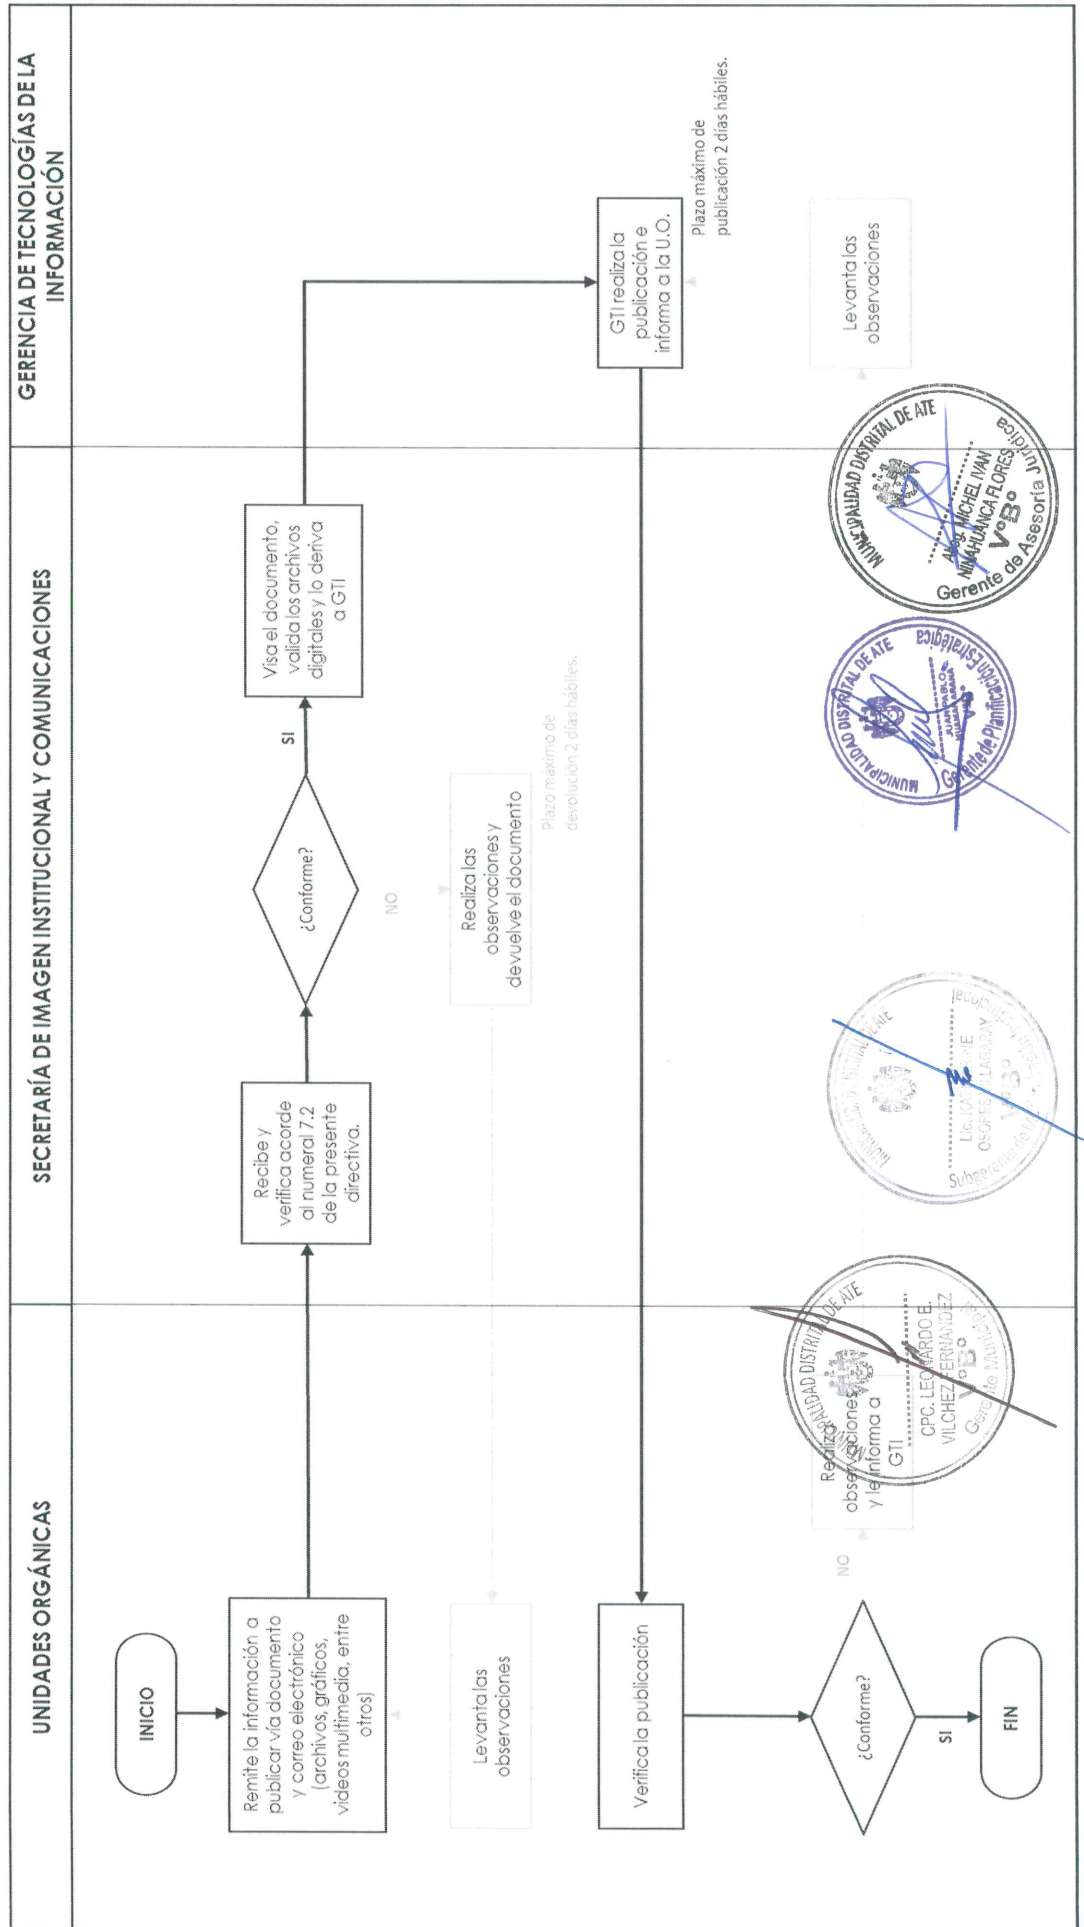 UNIDADES ORGÁNICAS
SECRETARÍA DE IMAGEN INSTITUCIONAL Y COMUNICACIONES
GERENCIA DE TECNOLOGÍAS DE LA
INFORMACIÓN
INICIO
Remite la información a
publicar vía documento
y correo electrónico
(archivos, gráficos,
videos multimedia, entre
otros)
Recibe y
verifica acorde
al numeral 7.2
de la presente
directiva.
¿Conforme?
SI
NO
Visa el documento,
valida los archivos
digitales y lo deriva
a GTI
Realiza las
observaciones y
devuelve el documento
Plazo máximo de
devolución 2 días hábiles.
Levanta las
observaciones
GTI realiza la
publicación e
informa a la U.O.
Plazo máximo de
publicación 2 días hábiles.
Verifica la publicación
¿Conforme?
NO
SI
Realiza
observaciones
y le informa a
GTI
Levanta las
observaciones
FIN
MUNICIPALIDAD DISTRITAL DE ATE
CPC. LEONARDO E.
VILCHEZ FERNANDEZ
V°B°
Gerente Municipal
MUNICIPALIDAD DISTRITAL DE ATE
Lic.
V°B°
MUNICIPALIDAD DISTRITAL DE ATE
JUAN PABLO
V°B°
Gerente de Planificación Estratégica
MUNICIPALIDAD DISTRITAL DE ATE
Abog. MICHEL IVAN
NINAHUANCA FLORES
V°B°
Gerente de Asesoría Jurídica